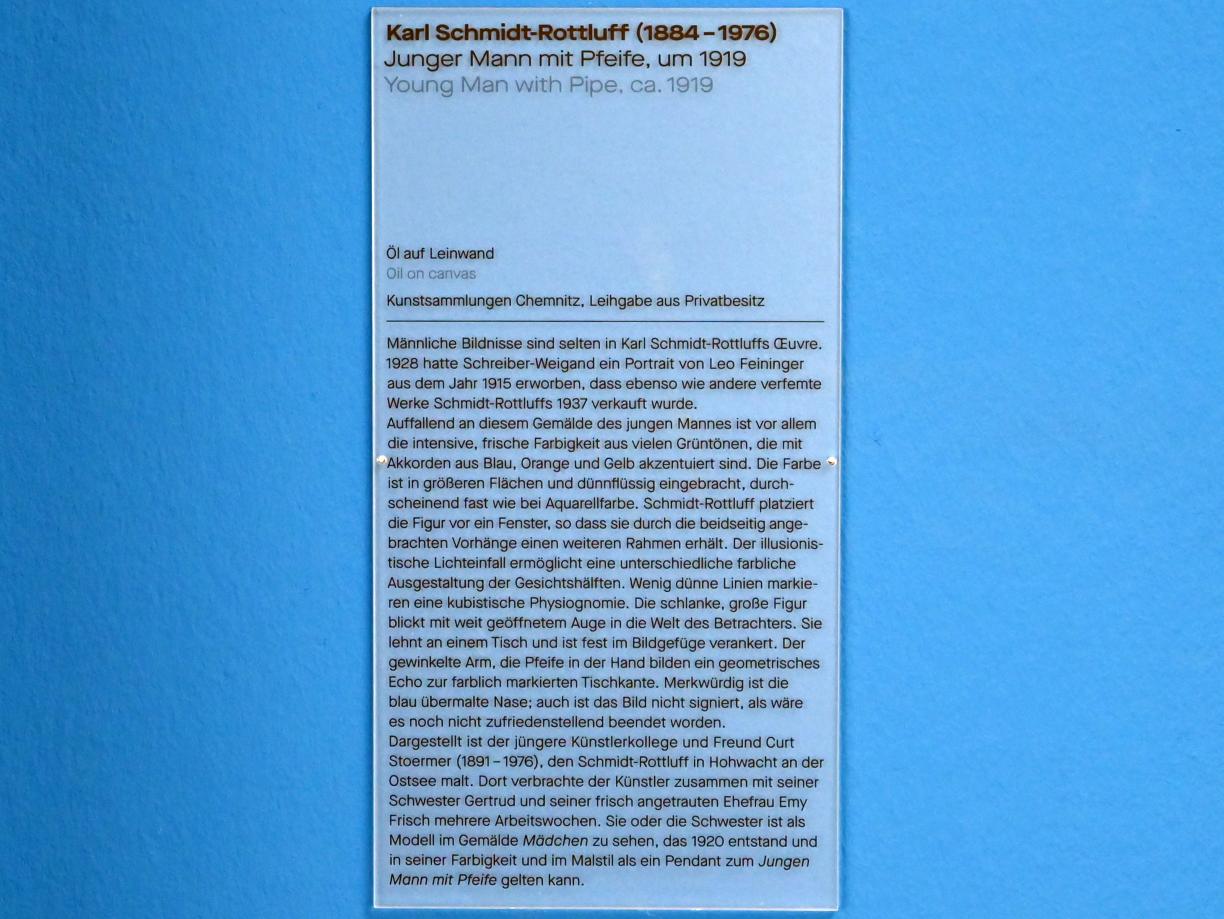 Karl Schmidt-Rottluff (1884–1976)
Junger Mann mit Pfeife, um 1919
Young Man with Pipe, ca. 1919
Öl auf Leinwand
Oil on canvas
Kunstsammlungen Chemnitz, Leihgabe aus Privatbesitz
Männliche Bildnisse sind selten in Karl Schmidt-Rottluffs Œuvre.
1928 hatte Schreiber-Weigand ein Portrait von Leo Feininger
aus dem Jahr 1915 erworben, dass ebenso wie andere verfemte
Werke Schmidt-Rottluffs 1937 verkauft wurde.
Auffallend an diesem Gemälde des jungen Mannes ist vor allem
die intensive, frische Farbigkeit aus vielen Grüntönen, die mit
Akkorden aus Blau, Orange und Gelb akzentuiert sind. Die Farbe
ist in größeren Flächen und dünnflüssig eingebracht, durch-
scheinend fast wie bei Aquarellfarbe. Schmidt-Rottluff platziert
die Figur vor ein Fenster, so dass sie durch die beidseitig ange-
brachten Vorhänge einen weiteren Rahmen erhält. Der illusionis-
tische Lichteinfall ermöglicht eine unterschiedliche farbliche
Ausgestaltung der Gesichtshälften. Wenig dünne Linien markie-
ren eine kubistische Physiognomie. Die schlanke, große Figur
blickt mit weit geöffnetem Auge in die Welt des Betrachters. Sie
lehnt an einem Tisch und ist fest im Bildgefüge verankert. Der
gewinkelte Arm, die Pfeife in der Hand bilden ein geometrisches
Echo zur farblich markierten Tischkante. Merkwürdig ist die
blau übermalte Nase; auch ist das Bild nicht signiert, als wäre
es noch nicht zufriedenstellend beendet worden.
Dargestellt ist der jüngere Künstlerkollege und Freund Curt
Stoermer (1891–1976), den Schmidt-Rottluff in Hohwacht an der
Ostsee malt. Dort verbrachte der Künstler zusammen mit seiner
Schwester Gertrud und seiner frisch angetrauten Ehefrau Emy
Frisch mehrere Arbeitswochen. Sie oder die Schwester ist als
Modell im Gemälde Mädchen zu sehen, das 1920 entstand und
in seiner Farbigkeit und im Malstil als ein Pendant zum Jungen
Mann mit Pfeife gelten kann.